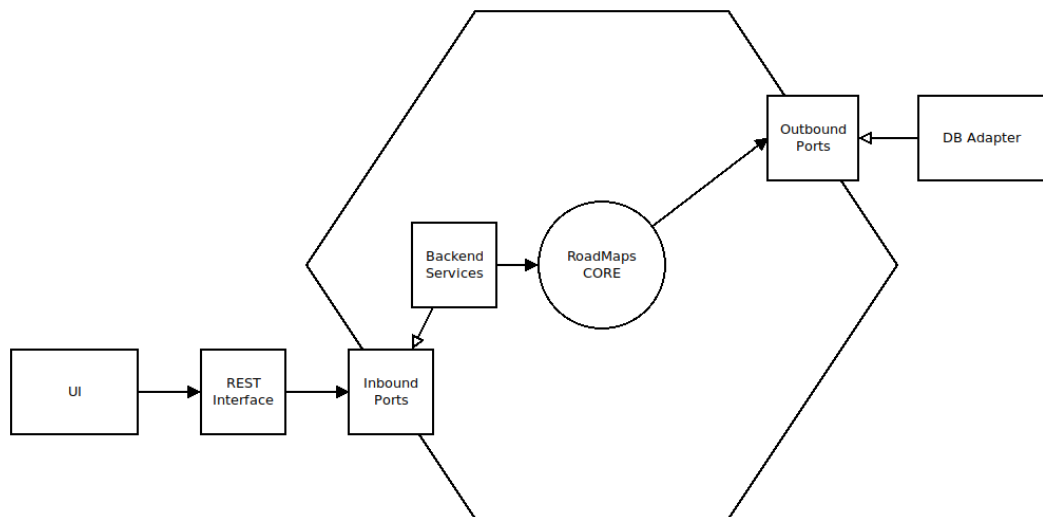 Outbound
Ports
DB Adapter
Backend
Services
RoadMaps
CORE
UI
REST
Interface
Inbound
Ports